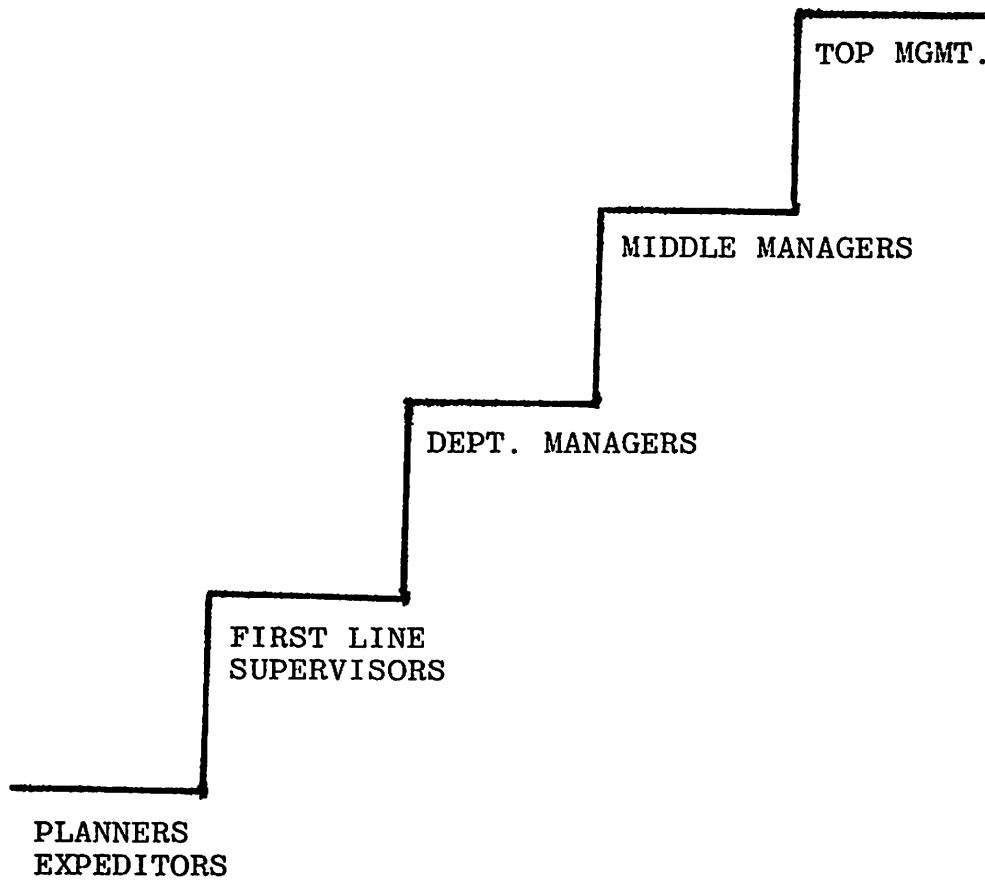 TOP MGMT.
MIDDLE MANAGERS
DEPT. MANAGERS
FIRST LINE
SUPERVISORS
PLANNERS
EXPEDITORS